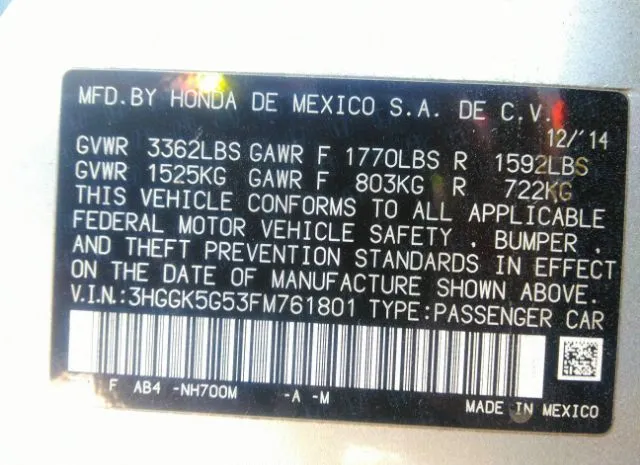 MFD.BY HONDA DE MEXICO S.A. DE C.V.
12/'14
GVWR 3362LBS GAWR F 1770LBS R 1592LBS
GVWR 1525KG GAWR F 803KG R 722KG
THIS VEHICLE CONFORMS TO ALL APPLICABLE
FEDERAL MOTOR VEHICLE SAFETY , BUMPER ,
AND THEFT PREVENTION STANDARDS IN EFFECT
ON THE DATE OF MANUFACTURE SHOWN ABOVE.
V.I.N:3HGGK5G53FM761801 TYPE:PASSENGER CAR
F AB4 -NH700M -A -M
MADE IN MEXICO